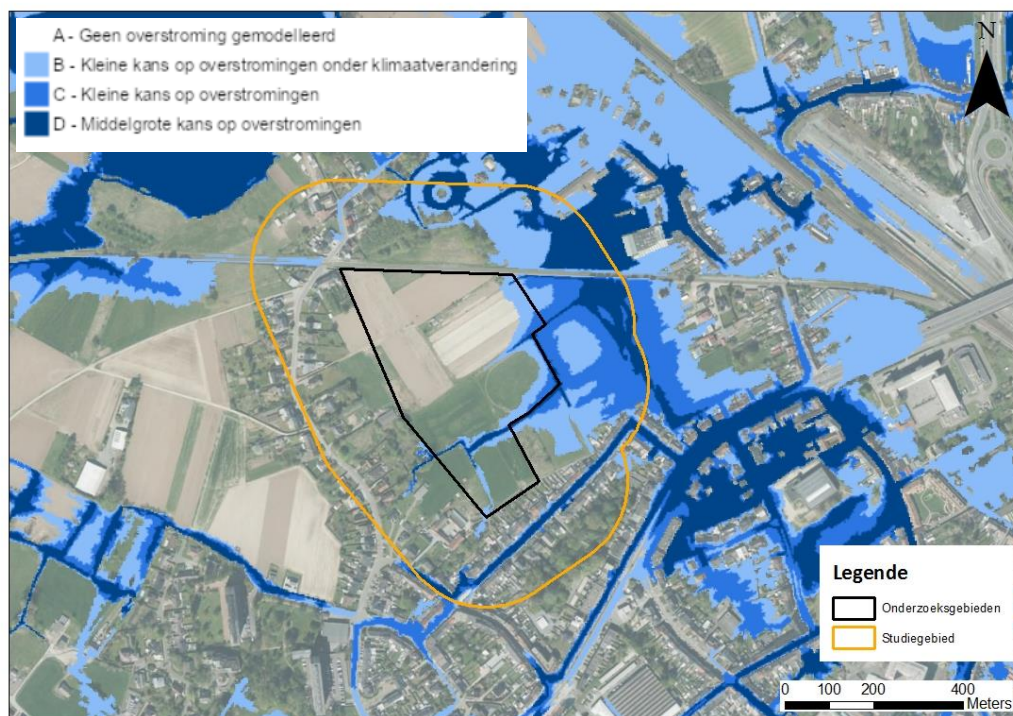 A - Geen overstroming gemodelleerd
B - Kleine kans op overstromingen onder klimaatverandering
C - Kleine kans op overstromingen
D - Middelgrote kans op overstromingen
N
Legende
Onderzoeksgebieden
Studiegebied
0 100 200 400
Meters